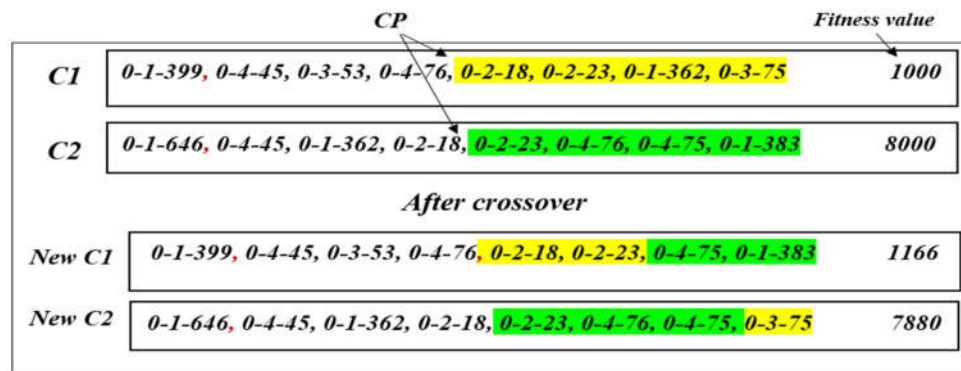 CP
Fitness value
C1 0-1-399, 0-4-45, 0-3-53, 0-4-76, 0-2-18, 0-2-23, 0-1-362, 0-3-75 1000
C2 0-1-646, 0-4-45, 0-1-362, 0-2-18, 0-2-23, 0-4-76, 0-4-75, 0-1-383 8000
After crossover
New C1 0-1-399, 0-4-45, 0-3-53, 0-4-76, 0-2-18, 0-2-23, 0-4-75, 0-1-383 1166
New C2 0-1-646, 0-4-45, 0-1-362, 0-2-18, 0-2-23, 0-4-76, 0-4-75, 0-3-75 7880